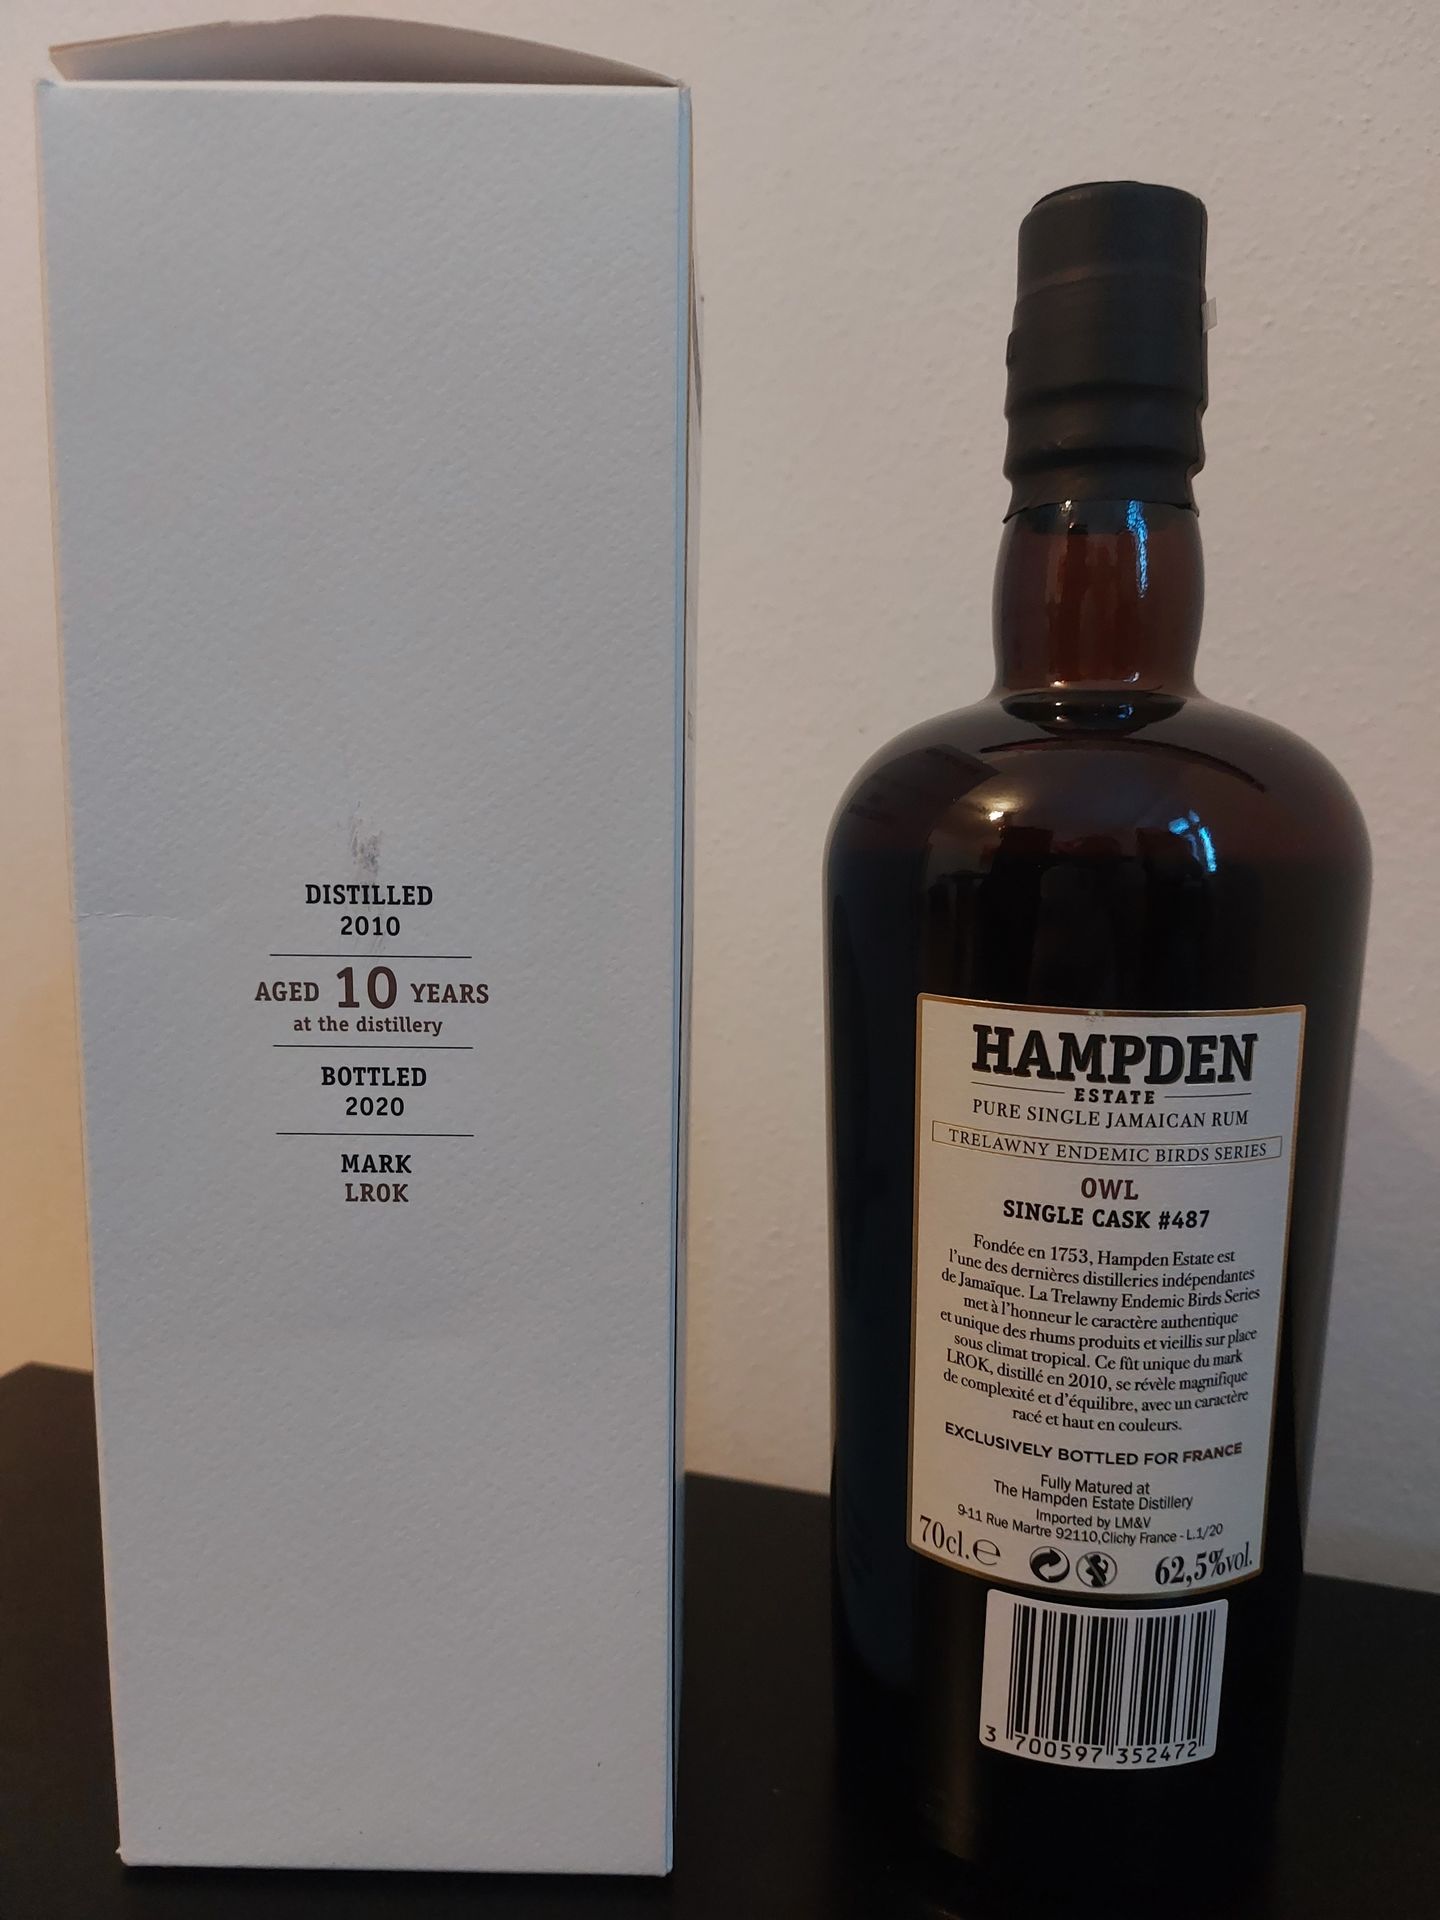 DISTILLED
2010
AGED 10 YEARS
at the distillery
BOTTLED
2020
MARK
LROK
HAMPDEN
ESTATE
PURE SINGLE JAMAICAN RUM
TRELAWNY ENDEMIC BIRDS SERIES
OWL
SINGLE CASK #487
Fondée en 1753, Hampden Estate est
l'une des dernières distilleries indépendantes
de Jamaïque. La Trelawny Endemic Birds Series
met à l'honneur le caractère authentique
et unique des rhums produits et vieillis sur place
sous climat tropical. Ce fût unique du mark
LROK, distillé en 2010, se révèle magnifique
de complexité et d'équilibre, avec un caractère
racé et haut en couleurs.
EXCLUSIVELY BOTTLED FOR FRANCE
Fully Matured at
The Hampden Estate Distillery
Imported by LM&V
9-11 Rue Martre 92110,Clichy France - L.1/20
70cl.℮ 62,5%vol.
3 700597 352472